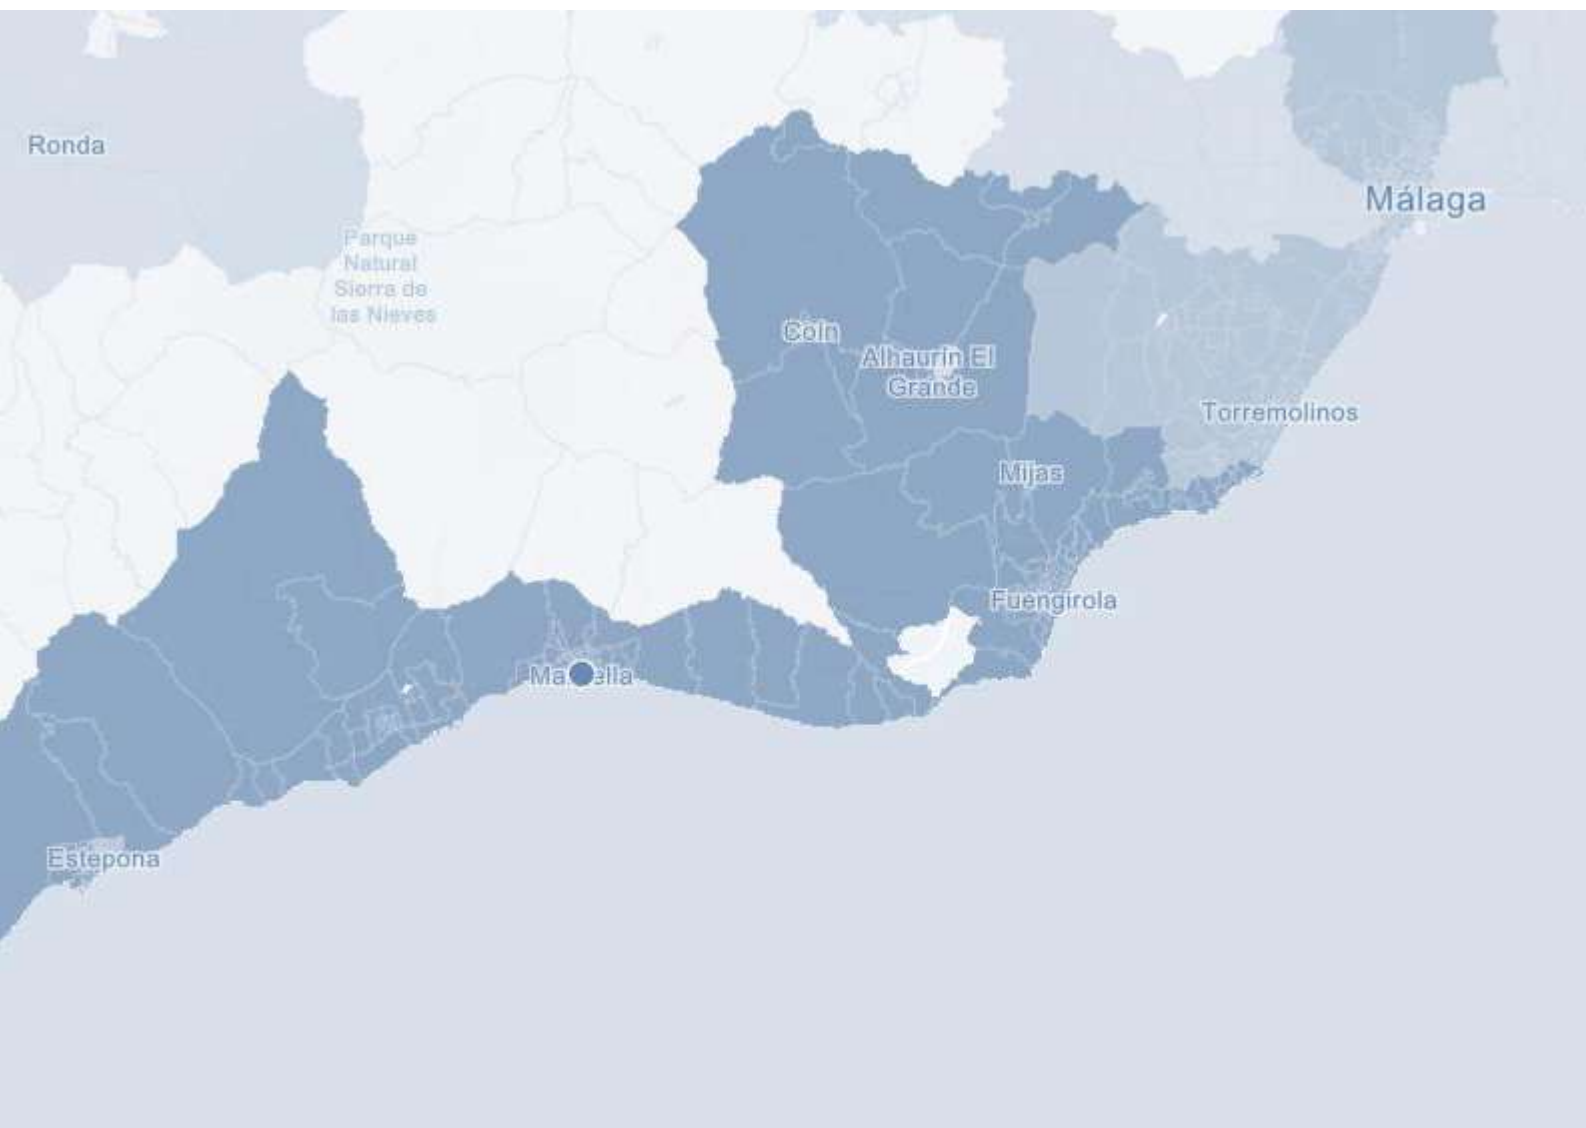 Ronda
Málaga
Parque
Natural
Sierra de
las Nieves
Coín
Alhaurín El
Grande
Torremolinos
Mijas
Fuengirola
Estepona